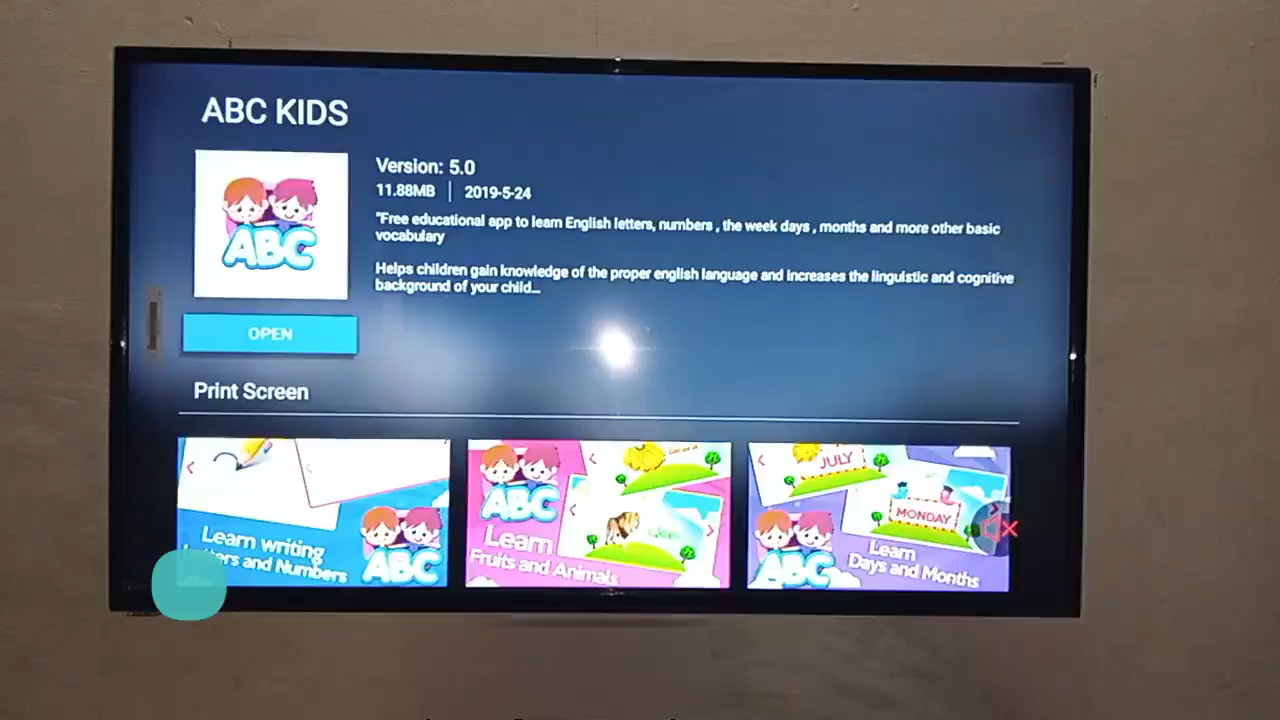 ABC KIDS
Version: 5.0
11.88MB | 2019-5-24
"Free educational app to learn English letters, numbers , the week days , months and more other basic
vocabulary
Helps children gain knowledge of the proper english language and increases the linguistic and cognitive
background of your child...
ABC
OPEN
Print Screen
Learn writing
and Numbers
ABC
ABC
Learn
Fruits and Animals
JULY
MONDAY
ABC
Learn
Days and Months